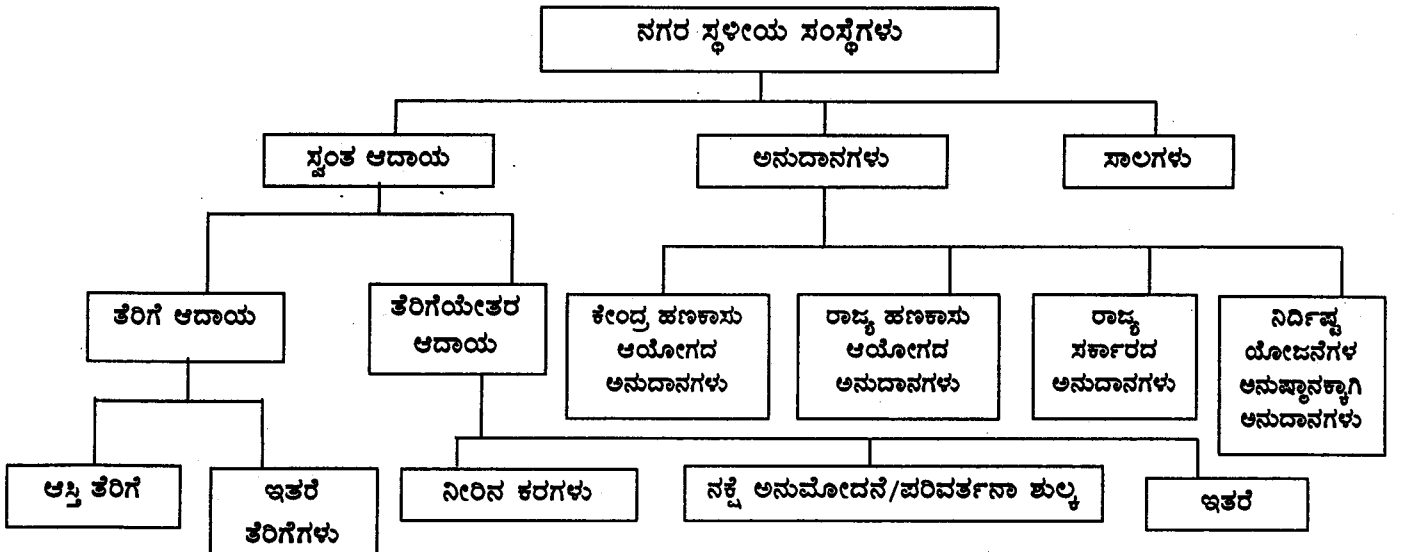 ನಗರ ಸ್ಥಳೀಯ ಸಂಸ್ಥೆಗಳು
ಸ್ವಂತ ಆದಾಯ
ಅನುದಾನಗಳು
ಸಾಲಗಳು
ತೆರಿಗೆ ಆದಾಯ
ತೆರಿಗೆಯೇತರ
ಆದಾಯ
ಕೇಂದ್ರ ಹಣಕಾಸು
ಆಯೋಗದ
ಅನುದಾನಗಳು
ರಾಜ್ಯ ಹಣಕಾಸು
ಆಯೋಗದ
ಅನುದಾನಗಳು
ರಾಜ್ಯ
ಸರ್ಕಾರದ
ಅನುದಾನಗಳು
ನಿರ್ದಿಷ್ಟ
ಯೋಜನೆಗಳ
ಅನುಷ್ಠಾನಕ್ಕಾಗಿ
ಅನುದಾನಗಳು
ಆಸ್ತಿ ತೆರಿಗೆ
ಇತರೆ
ತೆರಿಗೆಗಳು
ನೀರಿನ ಕರಗಳು
ನಕ್ಷೆ ಅನುಮೋದನೆ/ಪರಿವರ್ತನಾ ಶುಲ್ಕ
ಇತರೆ